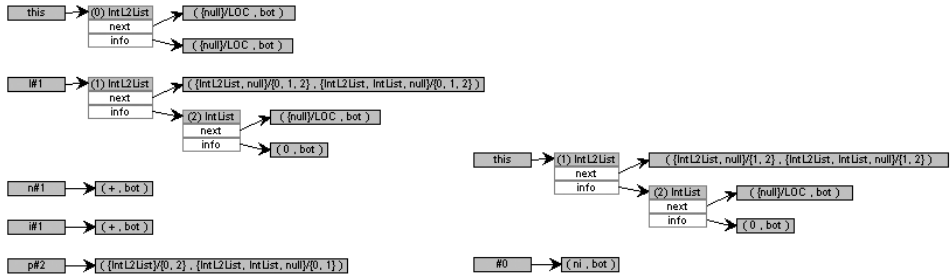 this
(0) IntL2List
next
info
( {null}/LOC , bot )
( {null}/LOC , bot )
l#1
(1) IntL2List
next
info
( {IntL2List, null}/{0, 1, 2} , {IntL2List, IntList, null}/{0, 1, 2} )
(2) IntList
next
info
( {null}/LOC , bot )
( 0 , bot )
n#1
( + , bot )
i#1
( + , bot )
p#2
( {IntL2List}/{0, 2} , {IntL2List, IntList, null}/{0, 1} )
this
(1) IntL2List
next
info
( {IntL2List, null}/{1, 2} , {IntL2List, IntList, null}/{1, 2} )
(2) IntList
next
info
( {null}/LOC , bot )
( 0 , bot )
#0
( ni , bot )